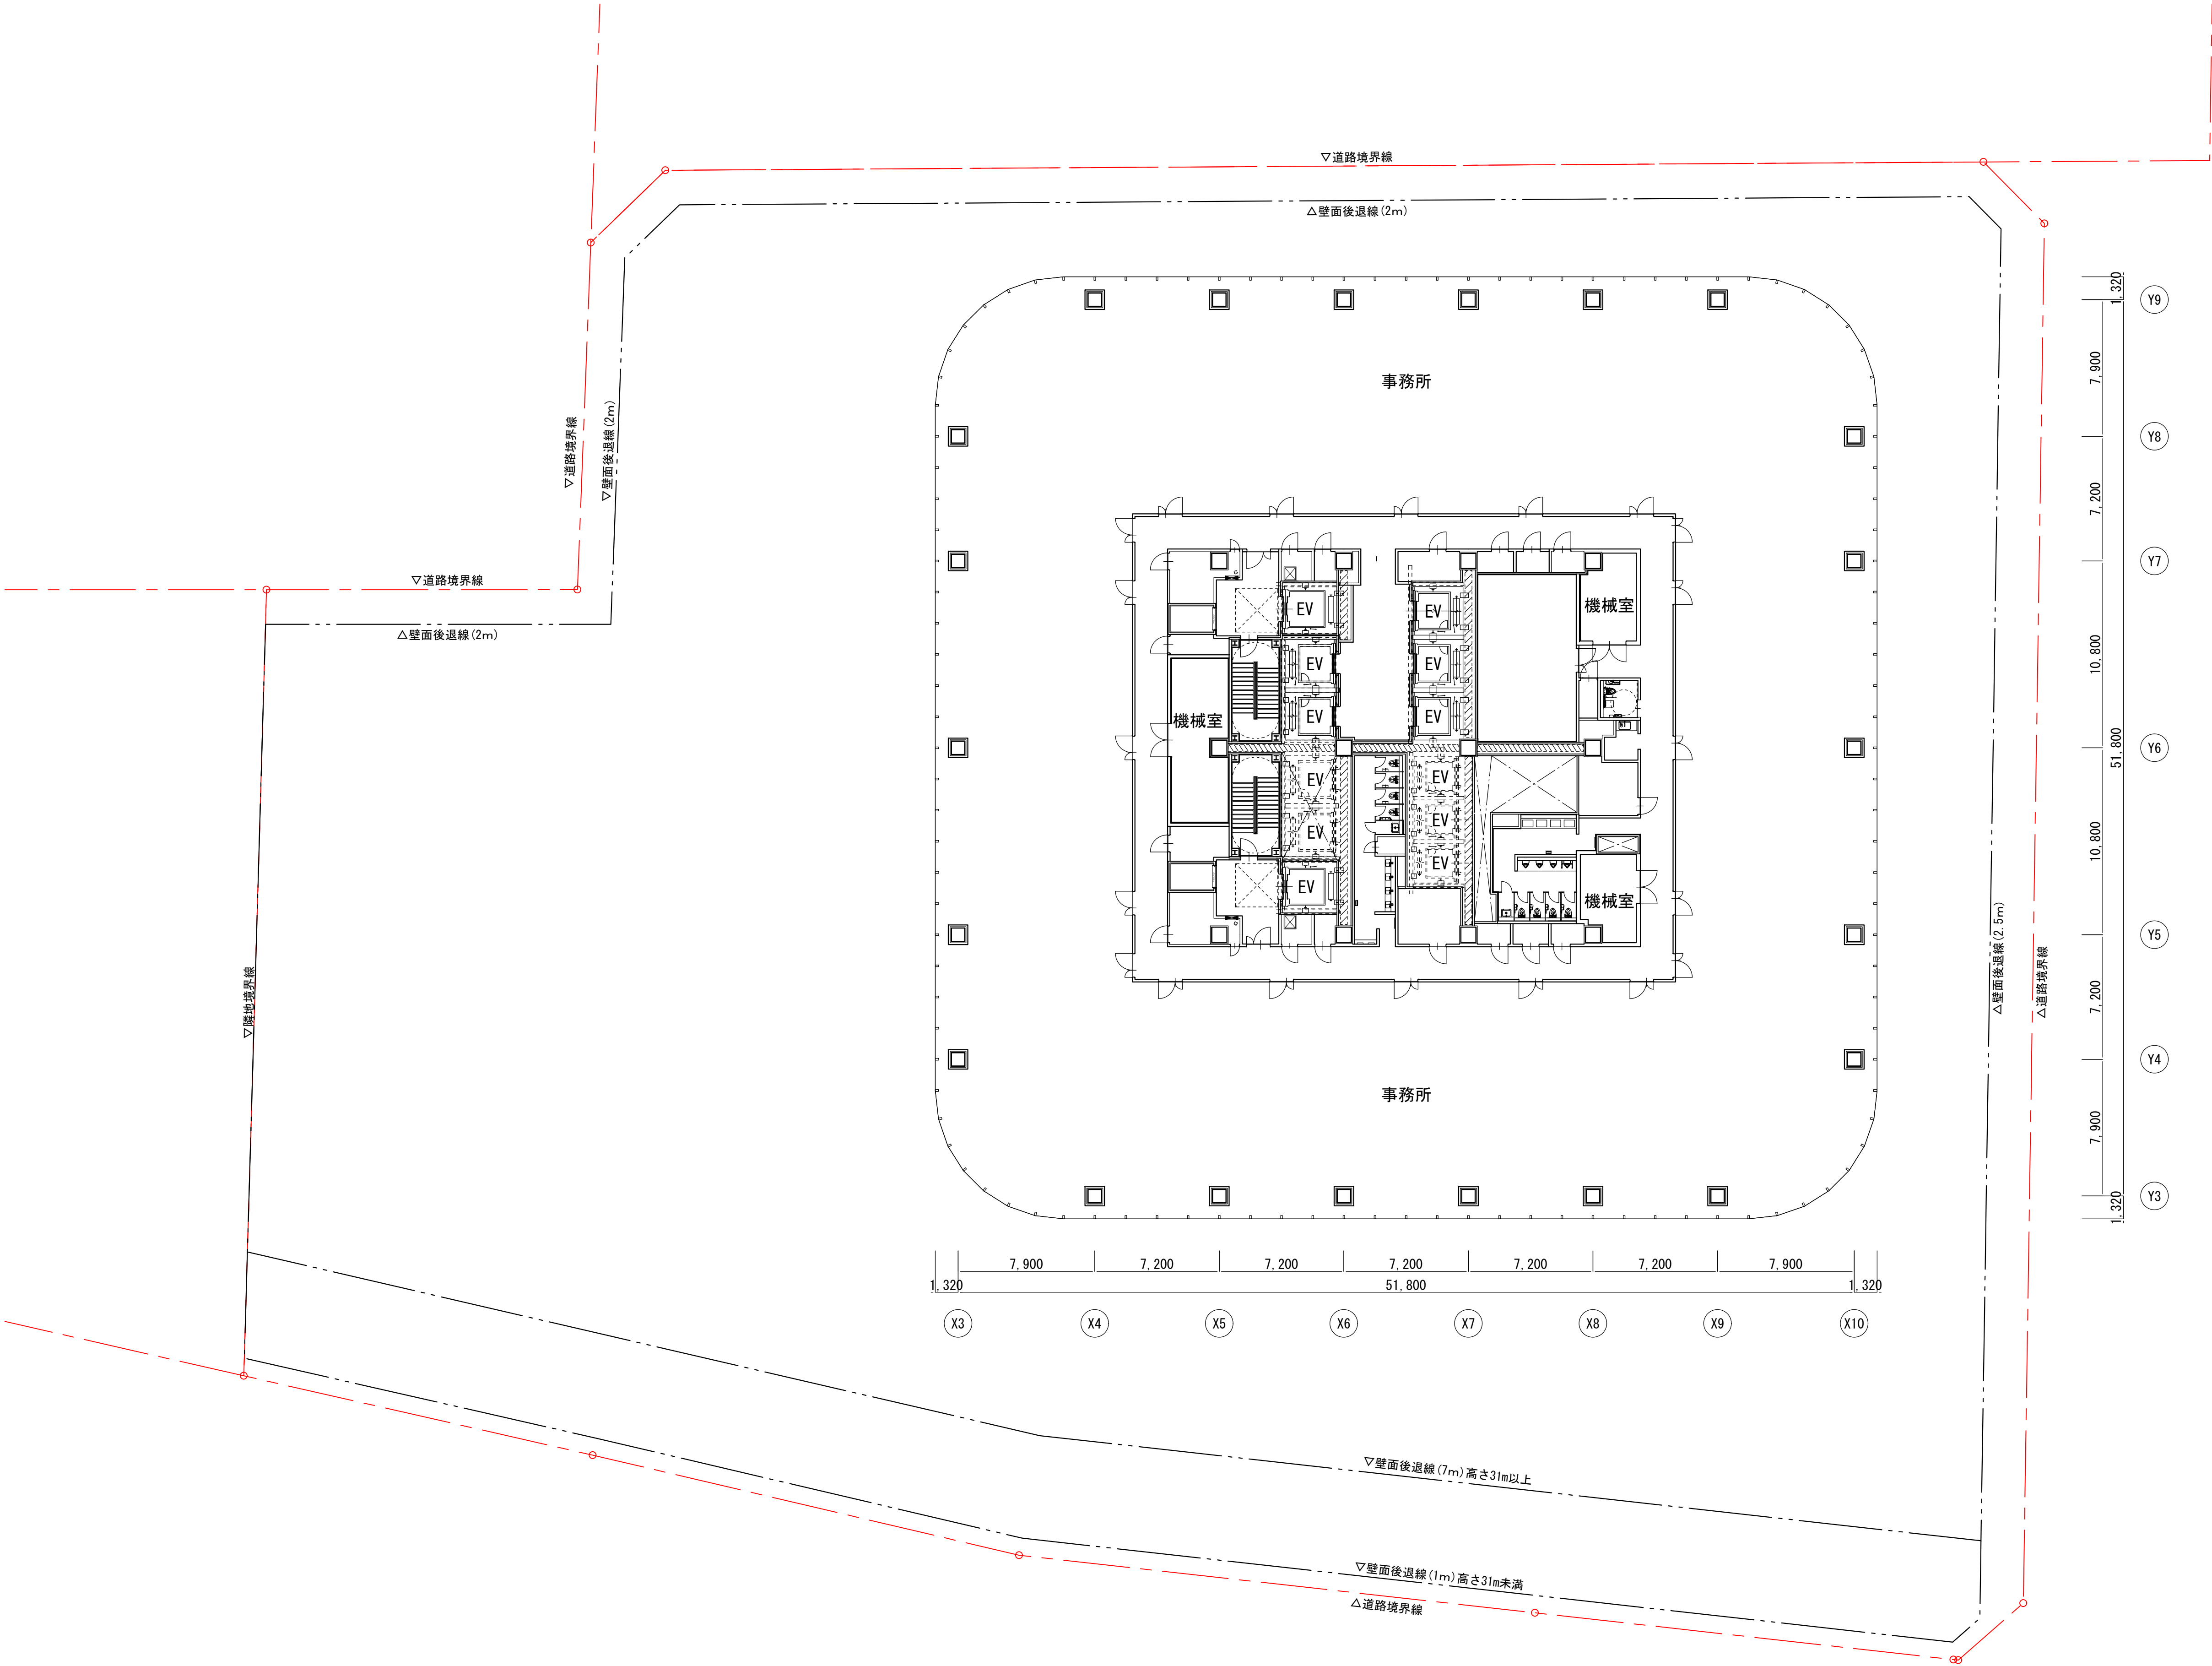 ▽道路境界線
△壁面後退線(2m)
▽道路境界線
▽壁面後退線(2m)
▽道路境界線
△壁面後退線(2m)
▽隣地境界線
事務所
EV
EV
機械室
EV
EV
EV
EV
機械室
EV
EV
EV
EV
EV
EV
機械室
事務所
△壁面後退線(2.5m)
△道路境界線
1,320
7,900
7,200
10,800
51,800
10,800
7,200
7,900
1,320
Y9
Y8
Y7
Y6
Y5
Y4
Y3
7,900
7,200
7,200
7,200
7,200
7,200
7,900
1,320
51,800
1,320
X3
X4
X5
X6
X7
X8
X9
X10
▽壁面後退線(7m)高さ31m以上
▽壁面後退線(1m)高さ31m未満
△道路境界線